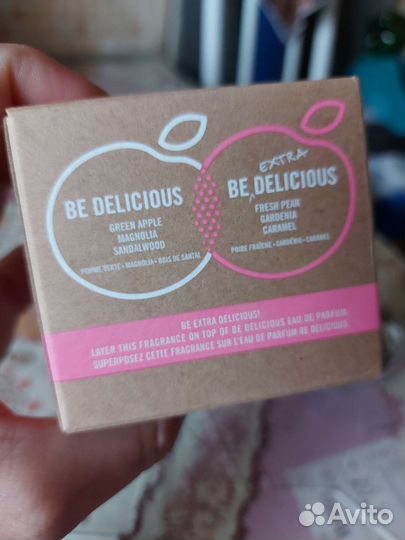 BE DELICIOUS
GREEN APPLE
MAGNOLIA
SANDALWOOD
POMME VERTE • MAGNOLIA • BOIS DE SANTAL
EXTRA
BE DELICIOUS
FRESH PEAR
GARDENIA
CARAMEL
POIRE FRAÎCHE • GARDÉNIA • CARAMEL
BE EXTRA DELICIOUS!
LAYER THIS FRAGRANCE ON TOP OF BE DELICIOUS EAU DE PARFUM
SUPERPOSEZ CETTE FRAGRANCE SUR L'EAU DE PARFUM BE DELICIOUS
Avito